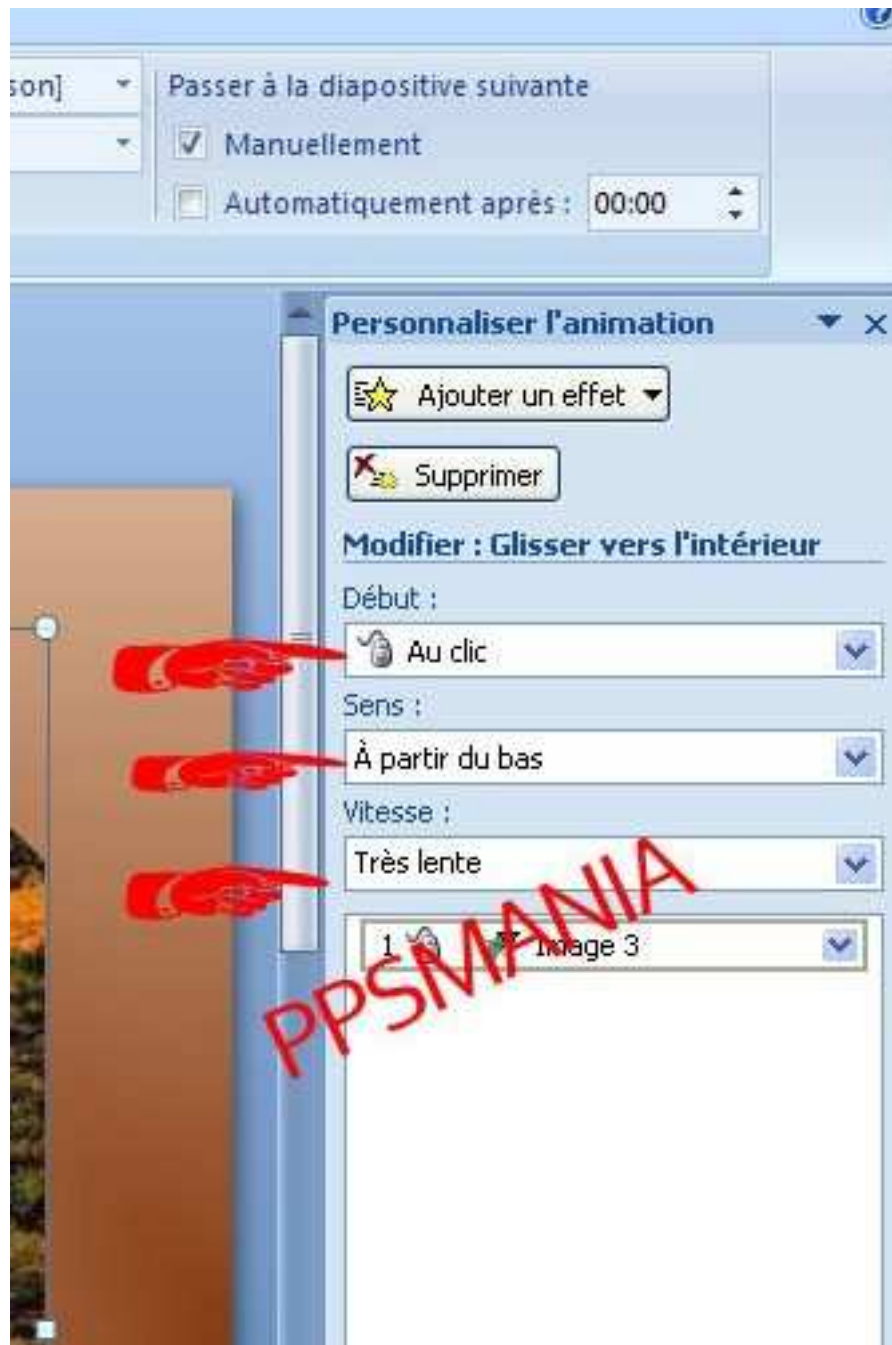 son]
Passer à la diapositive suivante
Manuellement
Automatiquement après : 00:00
Personnaliser l'animation
Ajouter un effet
Supprimer
Modifier : Glisser vers l'intérieur
Début :
Au clic
Sens :
À partir du bas
Vitesse :
Très lente
1 Image 3
PPSMANIA